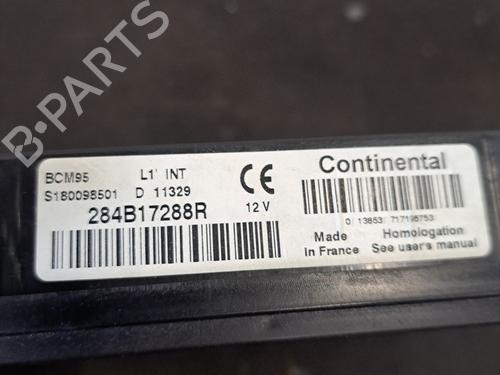 B-PARTS
BCM95 L1' INT
S180098501 D 11329
284B17288R 12 V
CE
Continental
0 13853 717195753
Made in France
Homologation
See user's manual